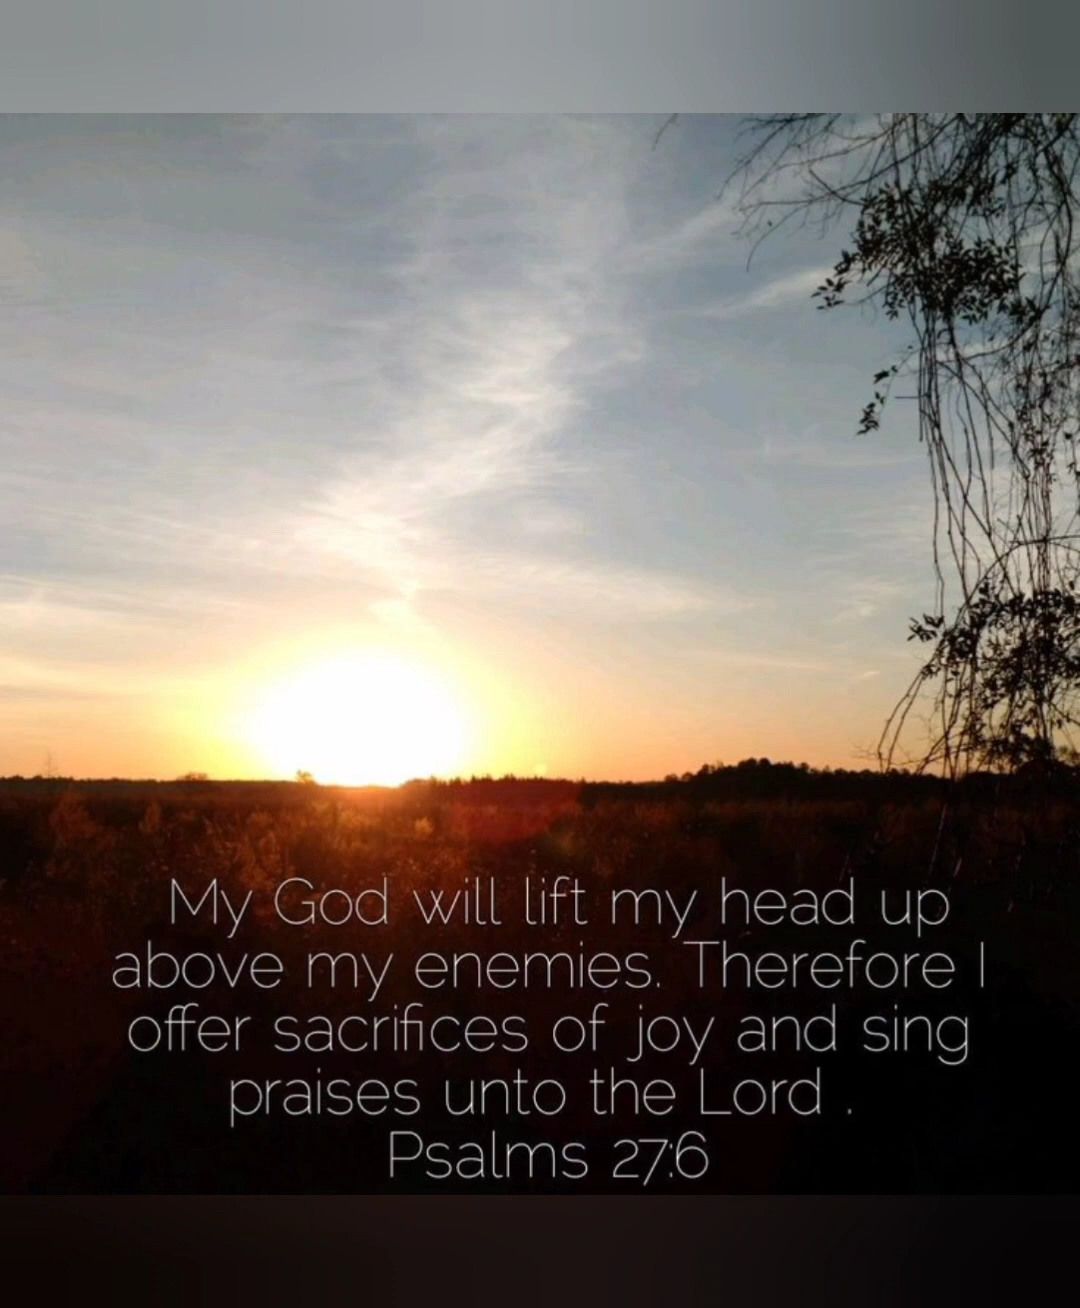 My God will lift my head up
above my enemies. Therefore I
offer sacrifices of joy and sing
praises unto the Lord .
Psalms 27:6